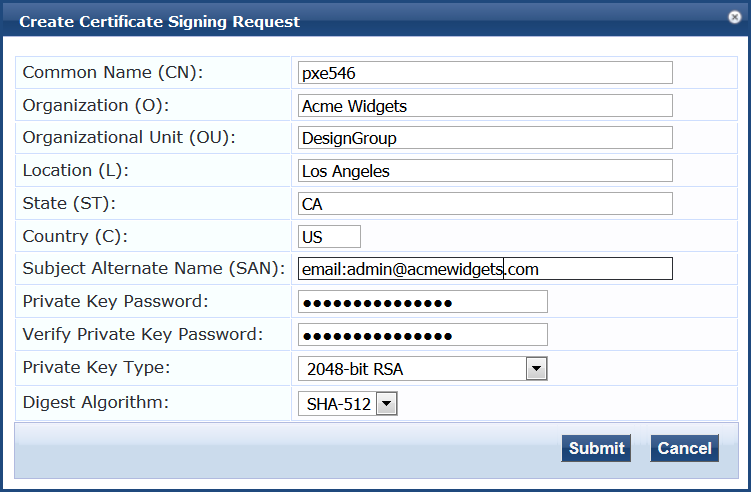 Create Certificate Signing Request
Common Name (CN): pxe546
Organization (O): Acme Widgets
Organizational Unit (OU): DesignGroup
Location (L): Los Angeles
State (ST): CA
Country (C): US
Subject Alternate Name (SAN): email:admin@acmewidgets.com
Private Key Password: ●●●●●●●●●●●●●●●
Verify Private Key Password: ●●●●●●●●●●●●●●●
Private Key Type: 2048-bit RSA
Digest Algorithm: SHA-512
Submit Cancel